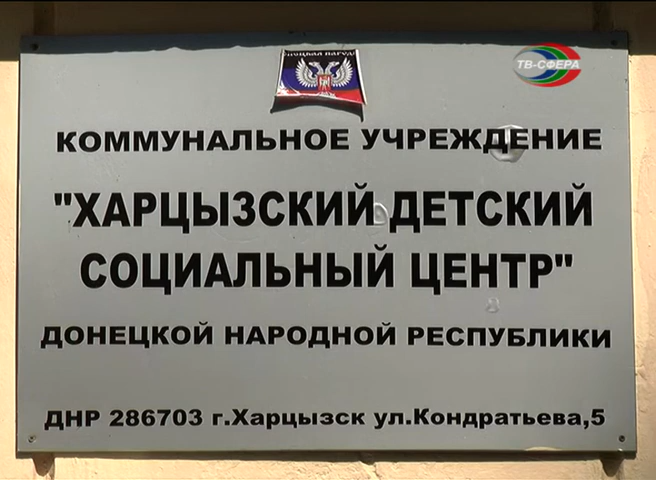 ТВ-СФЕРА
КОММУНАЛЬНОЕ УЧРЕЖДЕНИЕ
"ХАРЦЫЗСКИЙ ДЕТСКИЙ
СОЦИАЛЬНЫЙ ЦЕНТР"
ДОНЕЦКОЙ НАРОДНОЙ РЕСПУБЛИКИ
ДНР 286703 г.Харцызск ул.Кондратьева,5